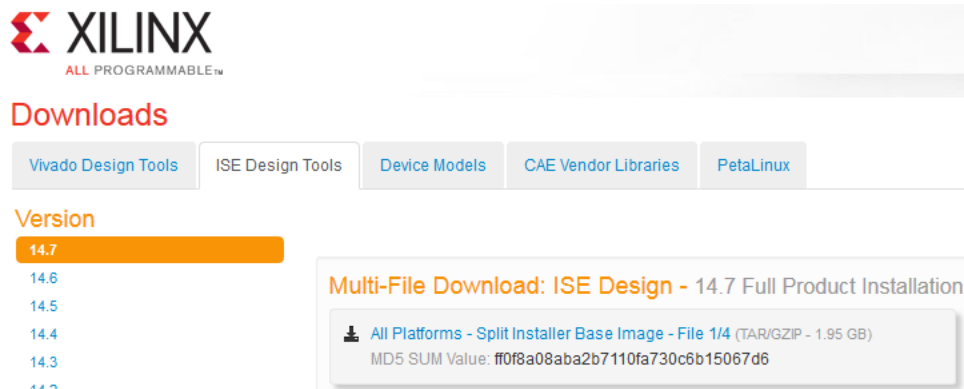 XILINX
ALL PROGRAMMABLE™
Downloads
Vivado Design Tools ISE Design Tools Device Models CAE Vendor Libraries PetaLinux
Version
14.7
14.6
14.5
14.4
14.3
Multi-File Download: ISE Design - 14.7 Full Product Installation
All Platforms - Split Installer Base Image - File 1/4 (TAR/GZIP - 1.95 GB)
MD5 SUM Value: ff0f8a08aba2b7110fa730c6b15067d6